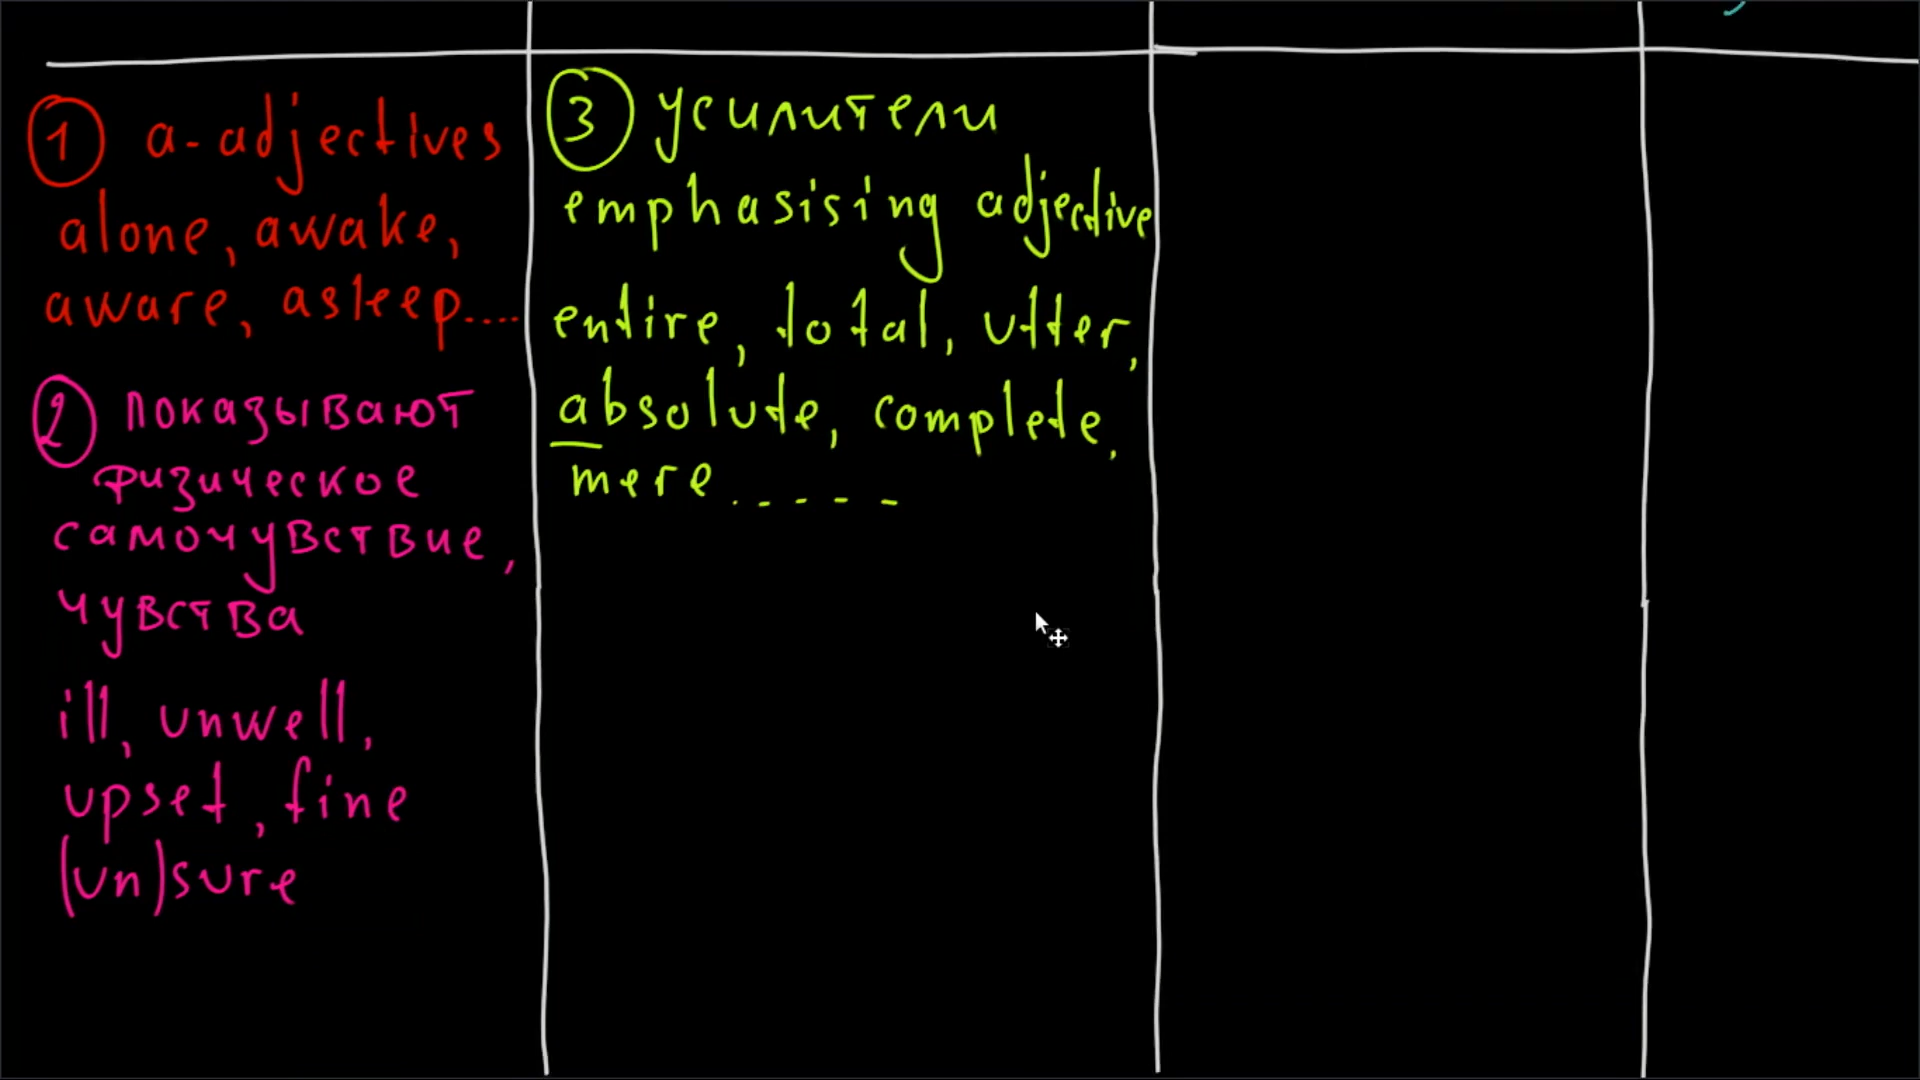 1 a-adjectives
alone, awake,
aware, asleep....
2 показывают
физическое
самочувствие,
чувства
ill, unwell,
upset, fine
(un)sure
3 усилители
emphasising adjective
entire, total, utter,
absolute, complete,
mere.----